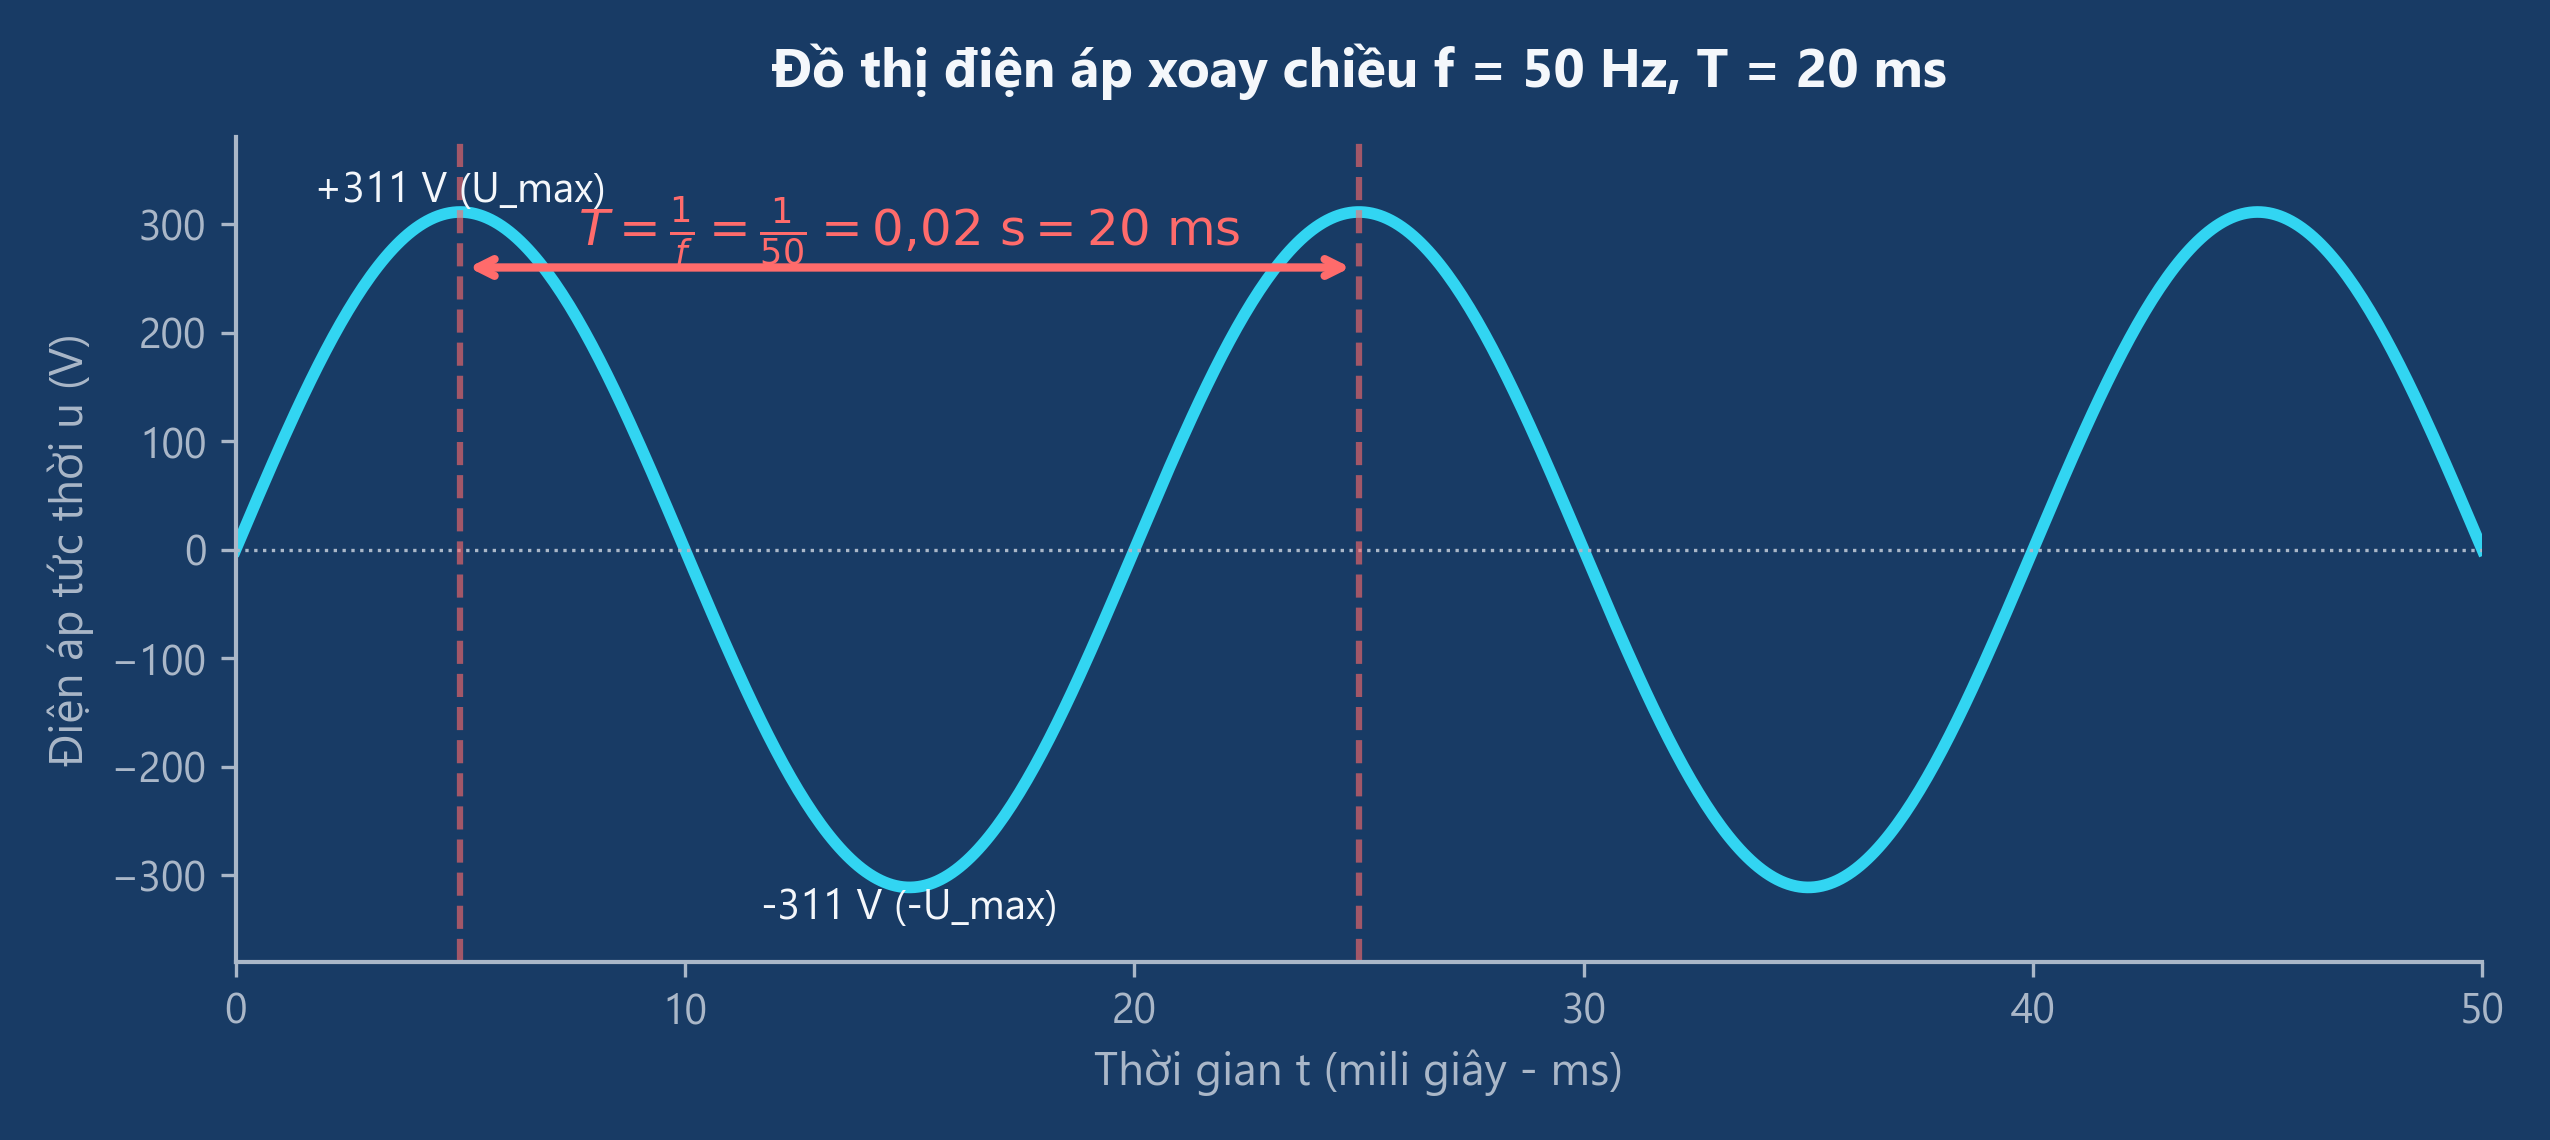 Đồ thị điện áp xoay chiều f = 50 Hz, T = 20 ms
+311 V (U_max)
T = 1/f = 1/50 = 0,02 s = 20 ms
Điện áp tức thời u (V)
300
200
100
0
−100
−200
−300
-311 V (-U_max)
0 10 20 30 40 50
Thời gian t (mili giây - ms)